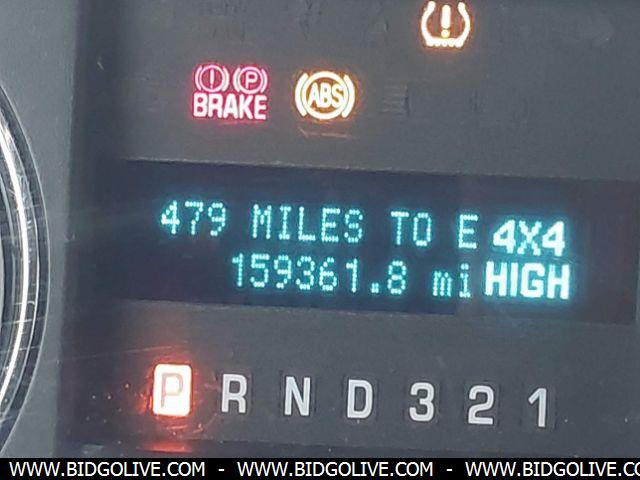 ! P
BRAKE ABS
479 MILES TO E 4X4
159361.8 mi HIGH
P R N D 3 2 1
WWW.BIDGOLIVE.COM - WWW.BIDGOLIVE.COM - WWW.BIDGOLIVE.COM